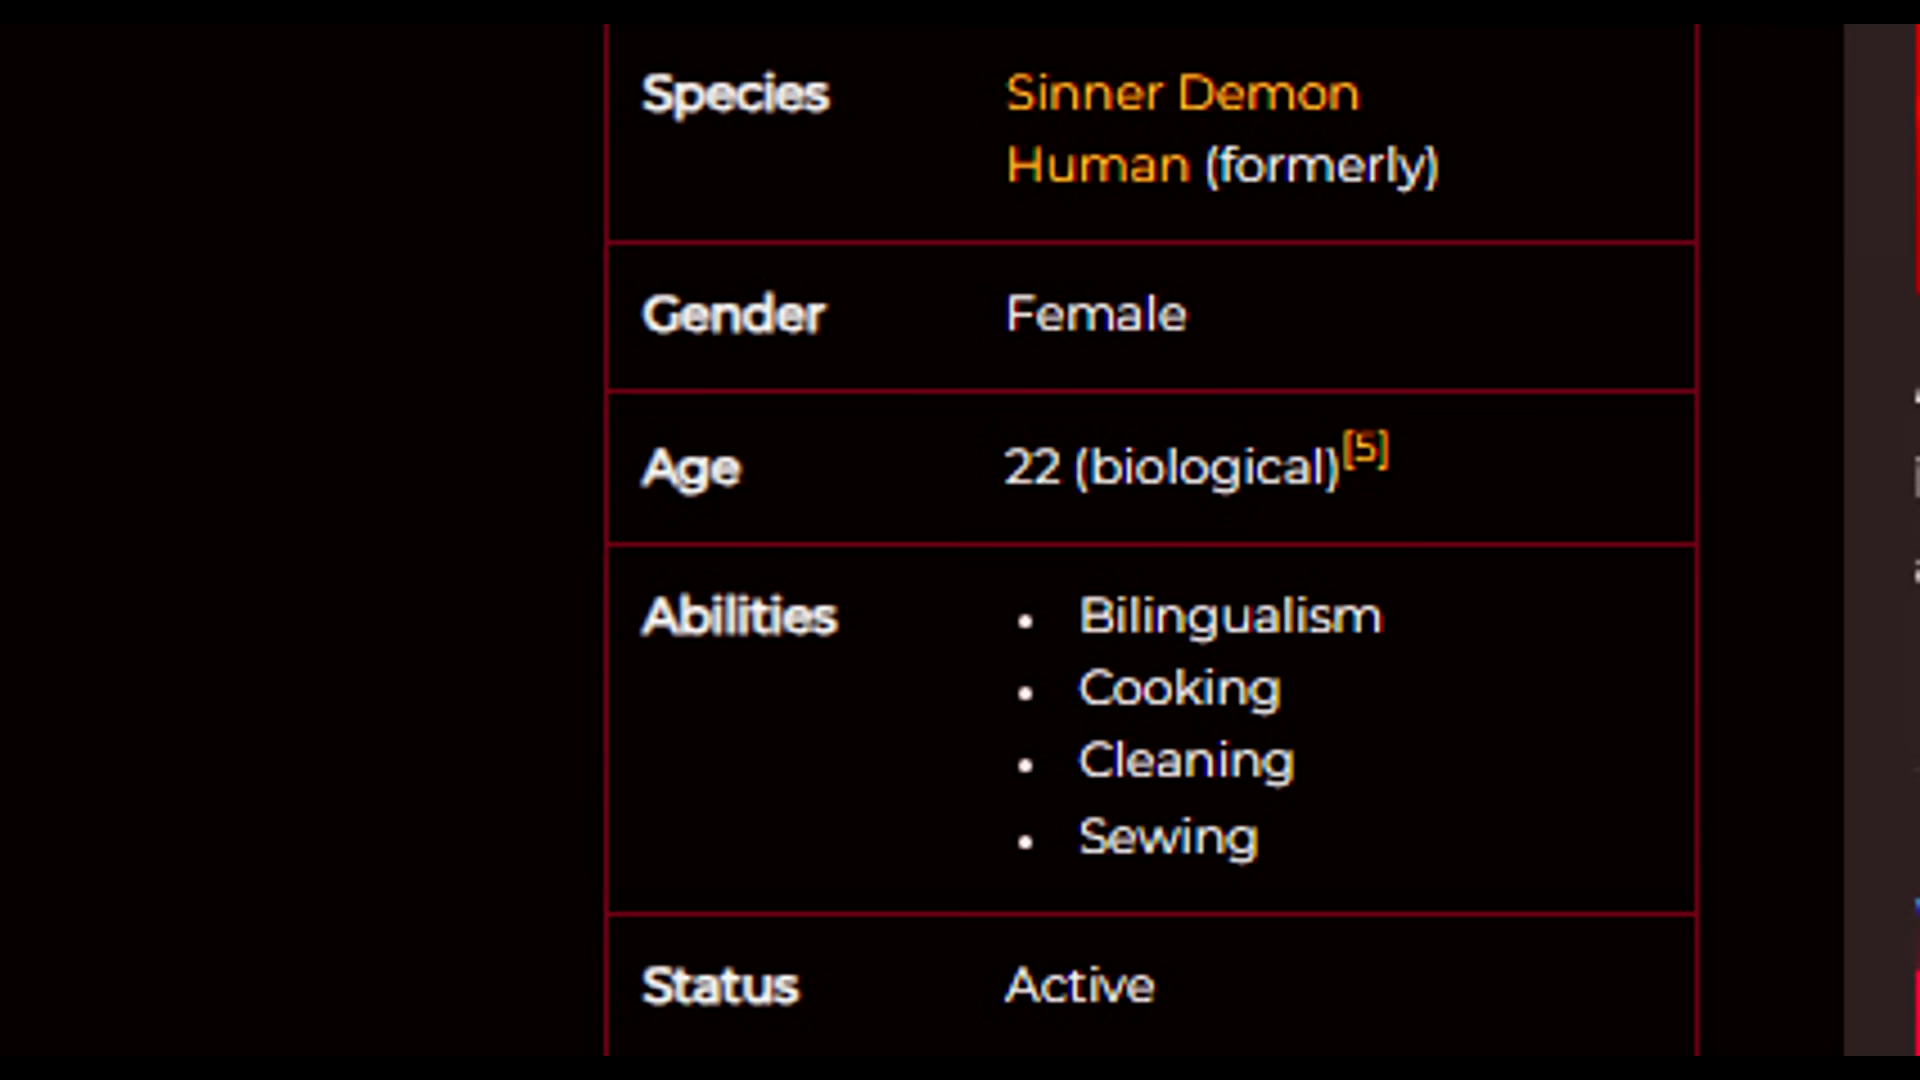 Species Sinner Demon
Human (formerly)
Gender Female
Age 22 (biological)[5]
Abilities • Bilingualism
• Cooking
• Cleaning
• Sewing
Status Active